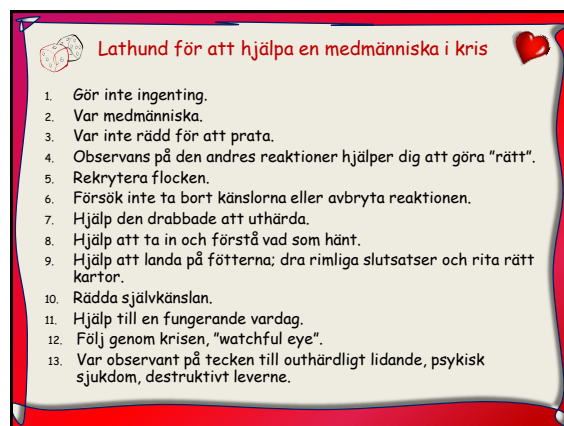 Lathund för att hjälpa en medmänniska i kris
1. Gör inte ingenting.
2. Var medmänniska.
3. Var inte rädd för att prata.
4. Observans på den andres reaktioner hjälper dig att göra ”rätt”.
5. Rekrytera flocken.
6. Försök inte ta bort känslorna eller avbryta reaktionen.
7. Hjälp den drabbade att uthärda.
8. Hjälp att ta in och förstå vad som hänt.
9. Hjälp att landa på fötterna; dra rimliga slutsatser och rita rätt
kartor.
10. Rädda självkänslan.
11. Hjälp till en fungerande vardag.
12. Följ genom krisen, ”watchful eye”.
13. Var observant på tecken till outhärdligt lidande, psykisk
sjukdom, destruktivt leverne.